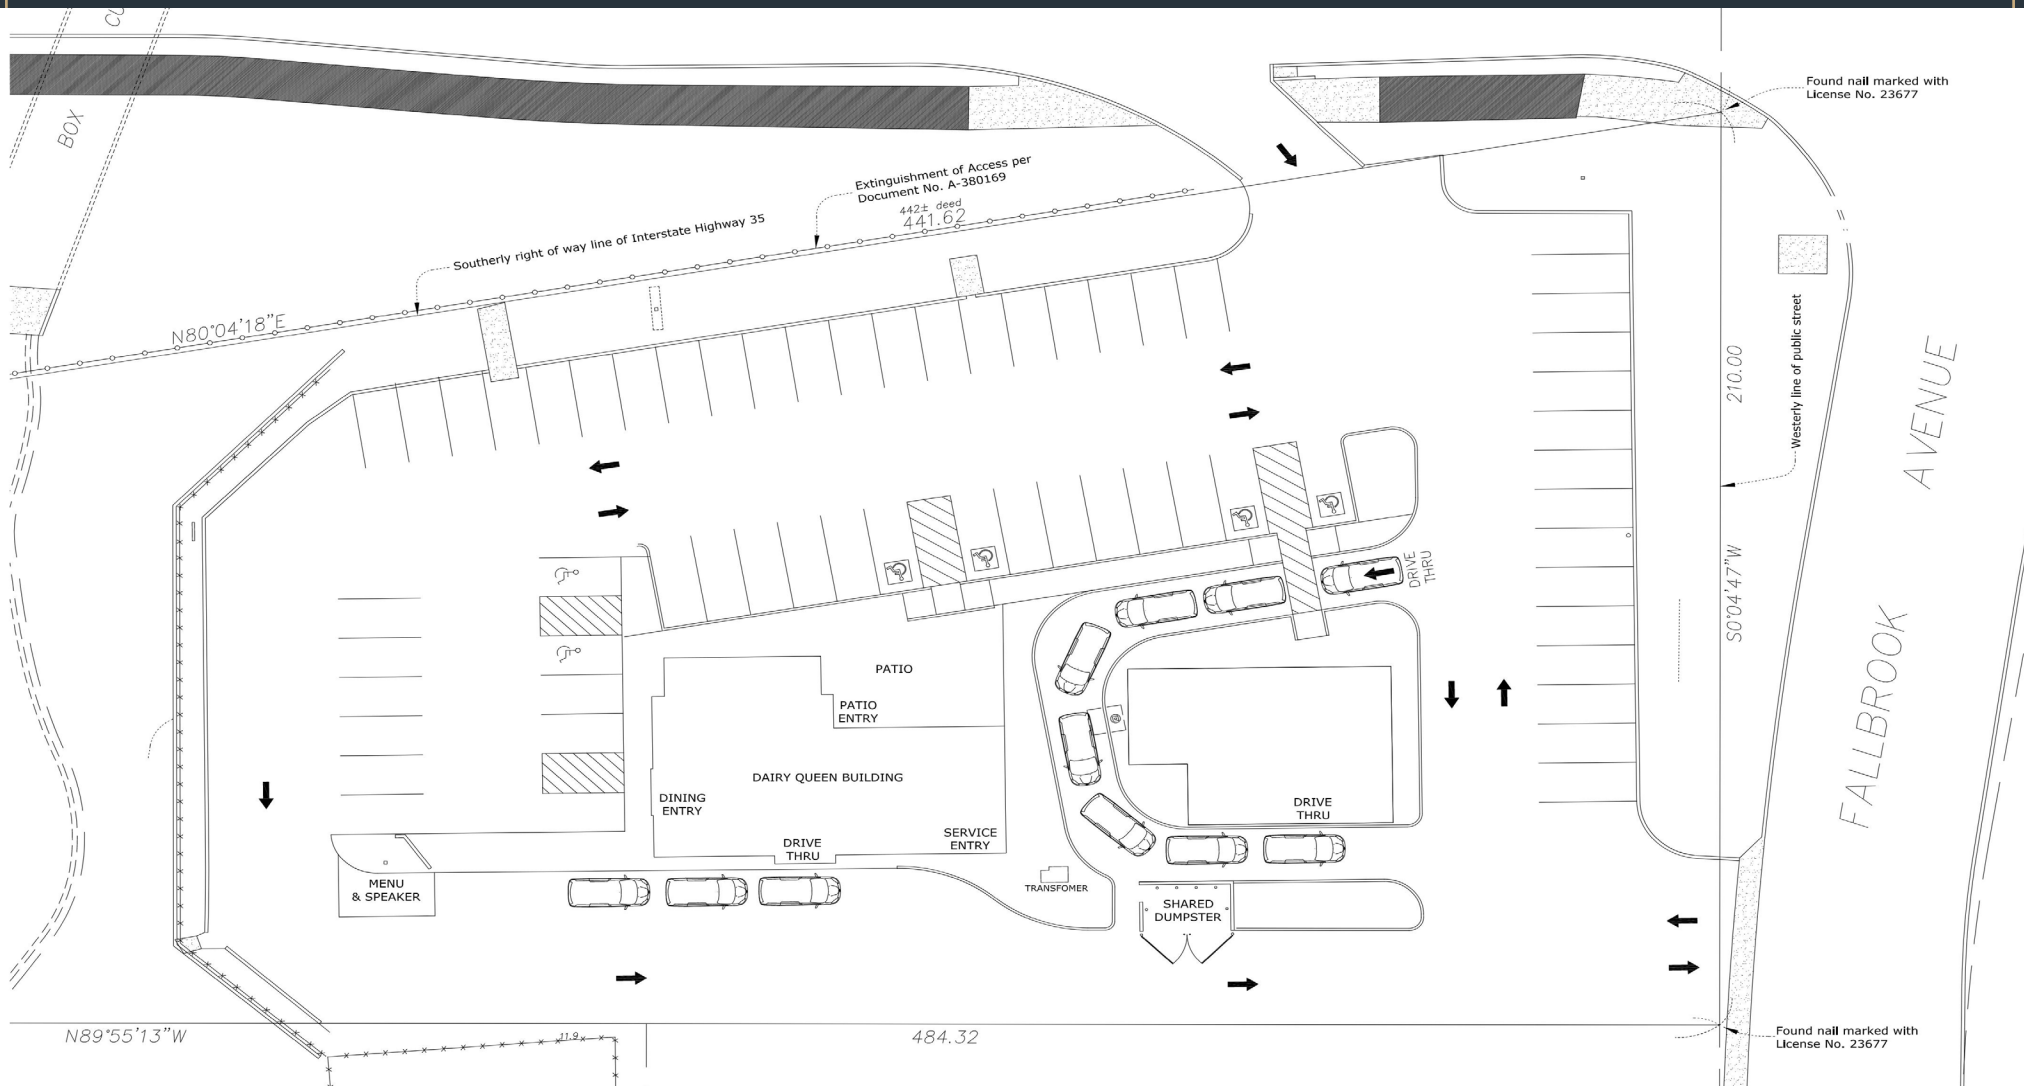 BOX
Found nail marked with
License No. 23677
Extinguishment of Access per
Document No. A-380169
442± deed
441.62
Southerly right of way line of Interstate Highway 35
N80°04'18"E
Westerly line of public street
210.00
S0°04'47"W
FALLBROOK AVENUE
DRIVE
THRU
PATIO
PATIO
ENTRY
DAIRY QUEEN BUILDING
DINING
ENTRY
DRIVE
THRU
SERVICE
ENTRY
DRIVE
THRU
MENU
& SPEAKER
TRANSFOMER
SHARED
DUMPSTER
N89°55'13"W
11.9
484.32
Found nail marked with
License No. 23677